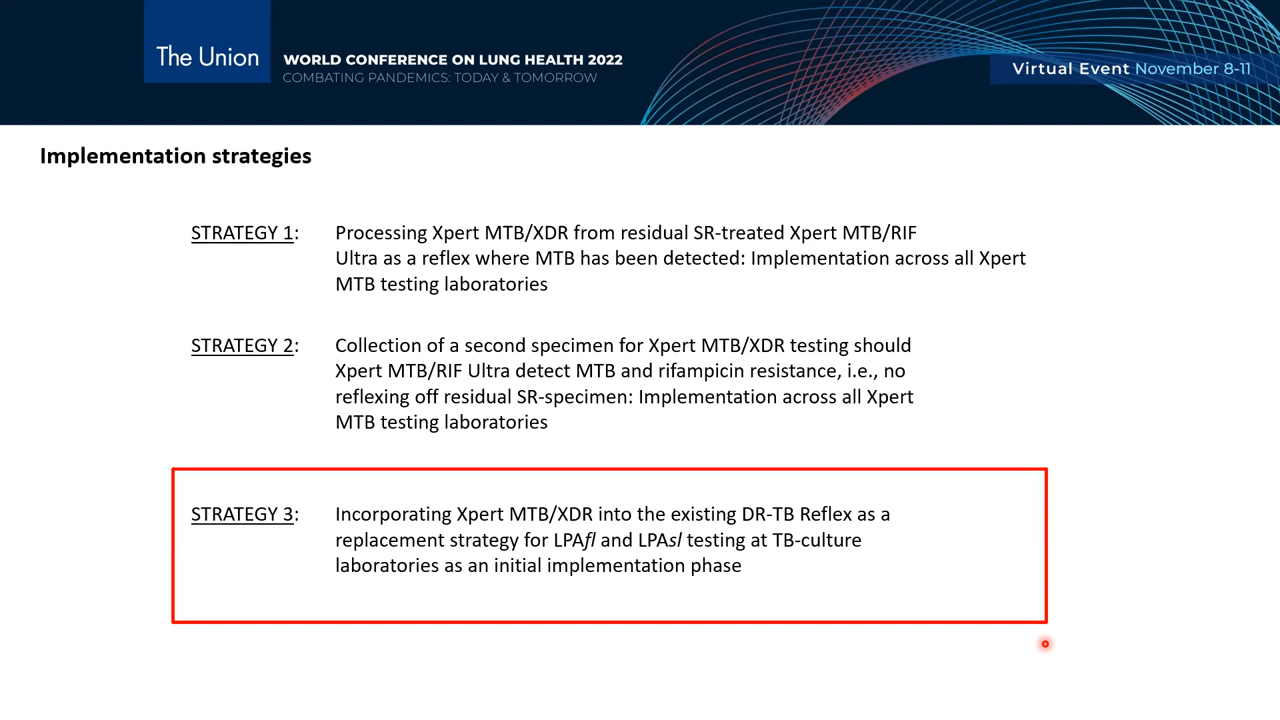 The Union
WORLD CONFERENCE ON LUNG HEALTH 2022
COMBATING PANDEMICS: TODAY & TOMORROW
Virtual Event November 8-11
Implementation strategies
STRATEGY 1: Processing Xpert MTB/XDR from residual SR-treated Xpert MTB/RIF
Ultra as a reflex where MTB has been detected: Implementation across all Xpert
MTB testing laboratories
STRATEGY 2: Collection of a second specimen for Xpert MTB/XDR testing should
Xpert MTB/RIF Ultra detect MTB and rifampicin resistance, i.e., no
reflexing off residual SR-specimen: Implementation across all Xpert
MTB testing laboratories
STRATEGY 3: Incorporating Xpert MTB/XDR into the existing DR-TB Reflex as a
replacement strategy for LPAfl and LPAsl testing at TB-culture
laboratories as an initial implementation phase